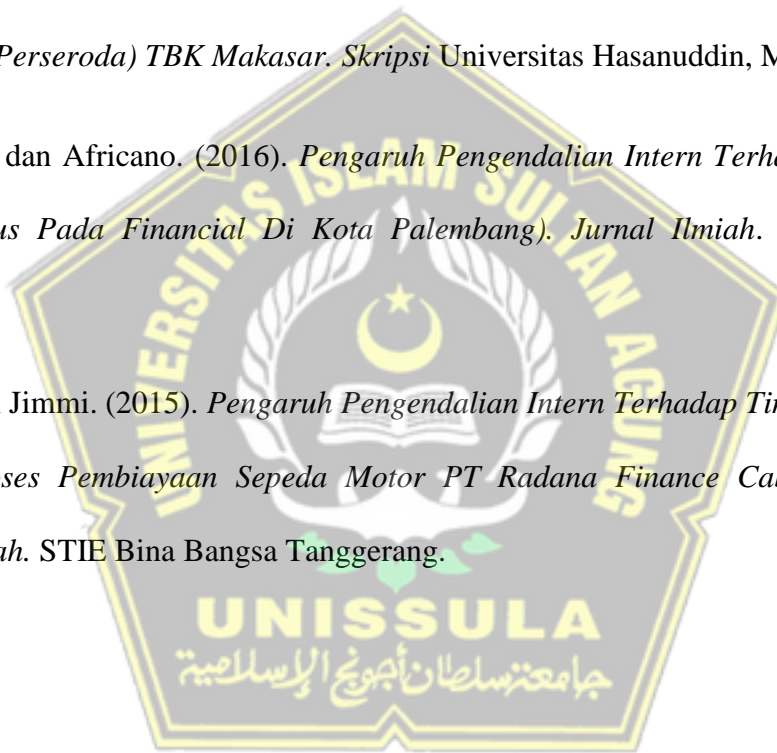 Perseroda) TBK Makasar. Skripsi Universitas Hasanuddin, M
dan Africano. (2016). Pengaruh Pengendalian Intern Terha
us Pada Financial Di Kota Palembang). Jurnal Ilmiah.
Jimmi. (2015). Pengaruh Pengendalian Intern Terhadap Tin
ses Pembiayaan Sepeda Motor PT Radana Finance Ca
ah. STIE Bina Bangsa Tanggerang.
UNIVERSITAS ISLAM SULTAN AGUNG
UNISSULA
جامعة سلطان أجونج الإسلامية